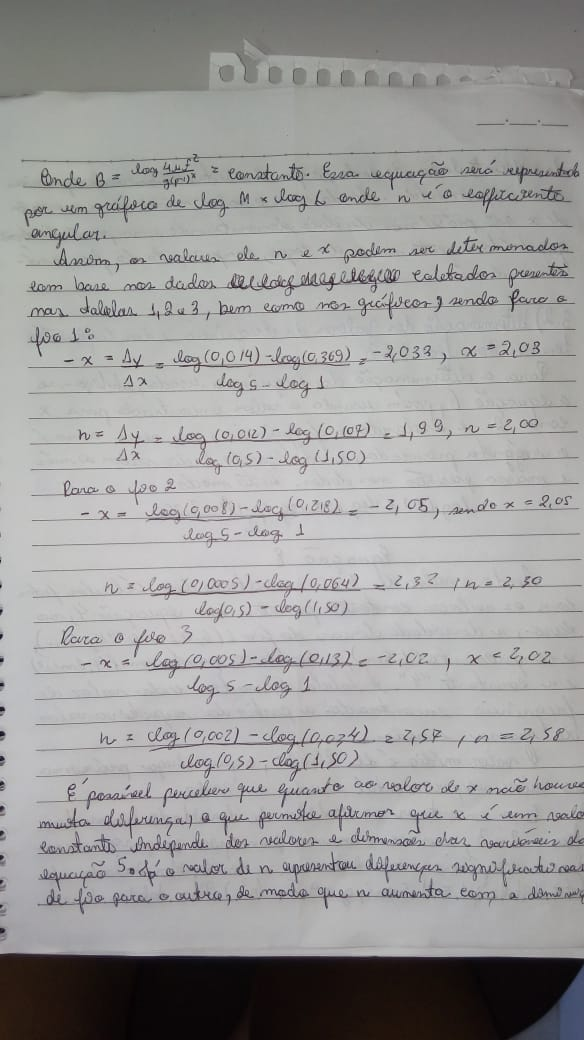 Onde B = log 4μf² / g(p-1)ⁿ = constante. Essa equação será representada
por um gráfico de log M x log L onde n é o coeficiente
angular.
Assim, os valores de n e x podem ser determinados
com base nos dados coletados presentes
nas tabelas 1, 2 e 3, bem como nos gráficos, sendo para o
fio 1:
- x = Δy / Δx = log(0,014) - log(0,369) / log 5 - log 1 = -2,033, x = 2,03
n = Δy / Δx = log(0,012) - log(0,107) / log(0,5) - log(1,50) = 1,99, n = 2,00
Para o fio 2
- x = log(0,008) - log(0,218) / log 5 - log 1 = -2,05, sendo x = 2,05
n = log(0,0005) - log(0,064) / log(0,5) - log(1,50) = 2,32, n = 2,30
Para o fio 3
- x = log(0,005) - log(0,13) / log 5 - log 1 = -2,02, x = 2,02
n = log(0,002) - log(0,034) / log(0,5) - log(1,50) = 2,57, n = 2,58
É possível perceber que quanto ao valor de x não houve
muita diferença, o que permite afirmar que x é um valor
constante independe dos valores e dimensões das variáveis da
equação 5. Já o valor de n apresentou diferenças significativas
de fio para o outro, de modo que n aumenta com a